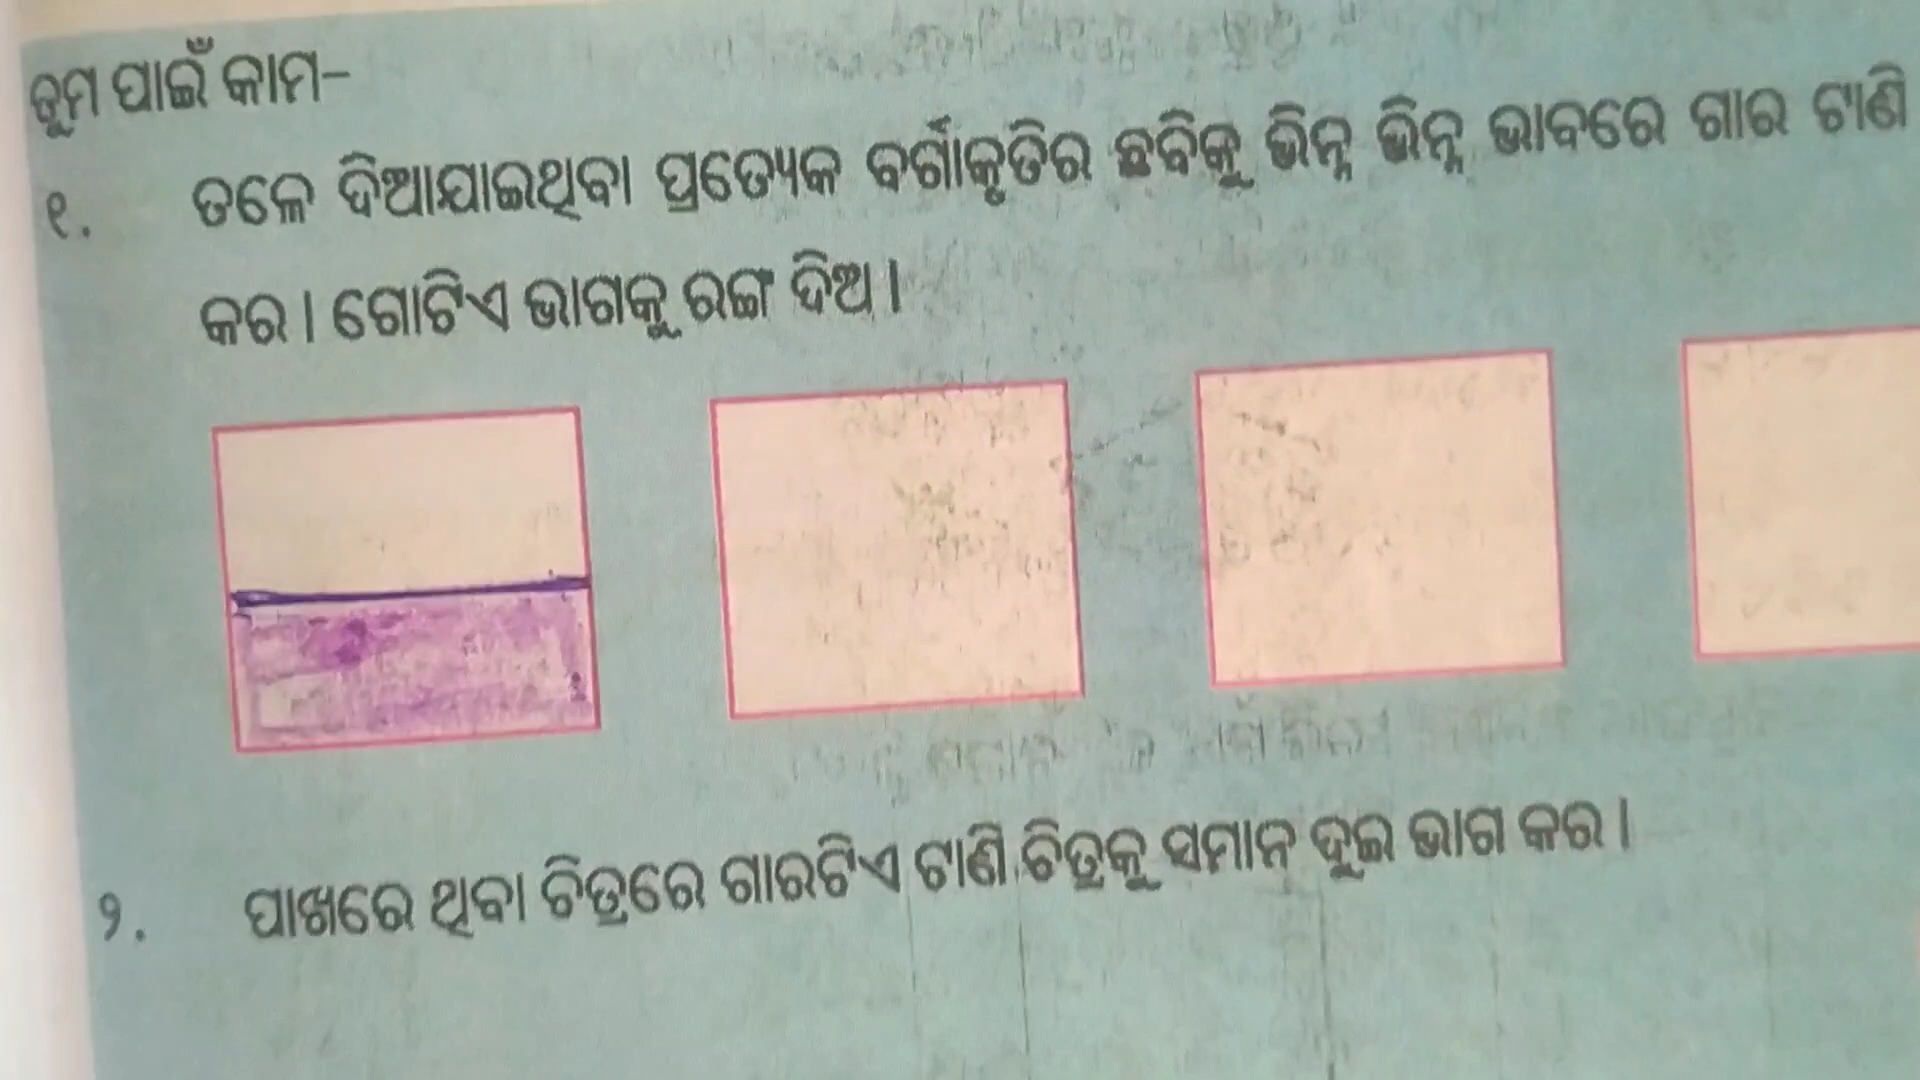 ତୁମ ପାଇଁ କାମ–
୧. ତଳେ ଦିଆଯାଇଥିବା ପ୍ରତ୍ୟେକ ବର୍ଗାକୃତିର ଛବିକୁ ଭିନ୍ନ ଭିନ୍ନ ଭାବରେ ଗାର ଟାଣି
କର । ଗୋଟିଏ ଭାଗକୁ ରଙ୍ଗ ଦିଅ ।
୨. ପାଖରେ ଥିବା ଚିତ୍ରରେ ଗାରଟିଏ ଟାଣି ଚିତ୍ରକୁ ସମାନ ଦୁଇ ଭାଗ କର ।